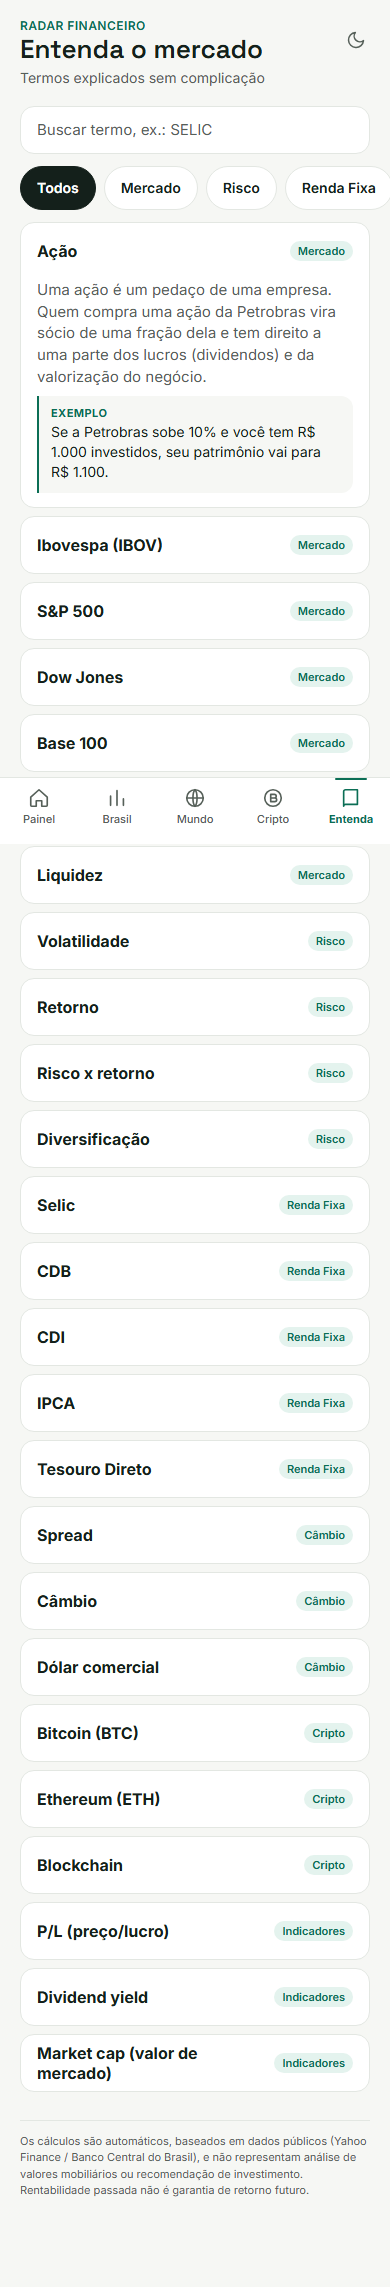 RADAR FINANCEIRO
Entenda o mercado
Termos explicados sem complicação
Buscar termo, ex.: SELIC
Todos
Mercado
Risco
Renda Fixa
Ação
Mercado
Uma ação é um pedaço de uma empresa.
Quem compra uma ação da Petrobras vira
sócio de uma fração dela e tem direito a
uma parte dos lucros (dividendos) e da
valorização do negócio.
EXEMPLO
Se a Petrobras sobe 10% e você tem R$
1.000 investidos, seu patrimônio vai para
R$ 1.100.
Ibovespa (IBOV)
Mercado
S&P 500
Mercado
Dow Jones
Mercado
Base 100
Mercado
Painel
Brasil
Mundo
Cripto
Entenda
Liquidez
Mercado
Volatilidade
Risco
Retorno
Risco
Risco x retorno
Risco
Diversificação
Risco
Selic
Renda Fixa
CDB
Renda Fixa
CDI
Renda Fixa
IPCA
Renda Fixa
Tesouro Direto
Renda Fixa
Spread
Câmbio
Câmbio
Câmbio
Dólar comercial
Câmbio
Bitcoin (BTC)
Cripto
Ethereum (ETH)
Cripto
Blockchain
Cripto
P/L (preço/lucro)
Indicadores
Dividend yield
Indicadores
Market cap (valor de
mercado)
Indicadores
Os cálculos são automáticos, baseados em dados públicos (Yahoo
Finance / Banco Central do Brasil), e não representam análise de
valores mobiliários ou recomendação de investimento.
Rentabilidade passada não é garantia de retorno futuro.